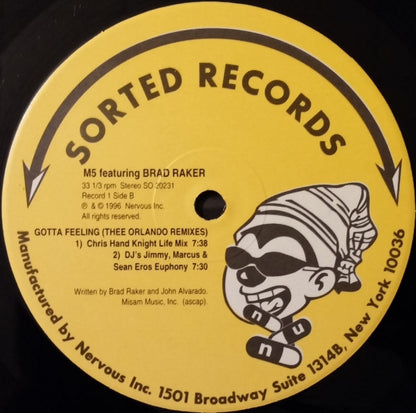 SORTED RECORDS
M5 featuring BRAD RAKER
33 1/3 rpm Stereo SO 20231
Record 1 Side B
℗ & © 1996 Nervous Inc.
All rights reserved.
GOTTA FEELING (THEE ORLANDO REMIXES)
1) Chris Hand Knight Life Mix 7:38
2) DJ's Jimmy, Marcus &
Sean Eros Euphony 7:30
Written by Brad Raker and John Alvarado.
Misam Music, Inc. (ascap).
n
u
n
Manufactured by Nervous Inc. 1501 Broadway Suite 1314B, New York 10036